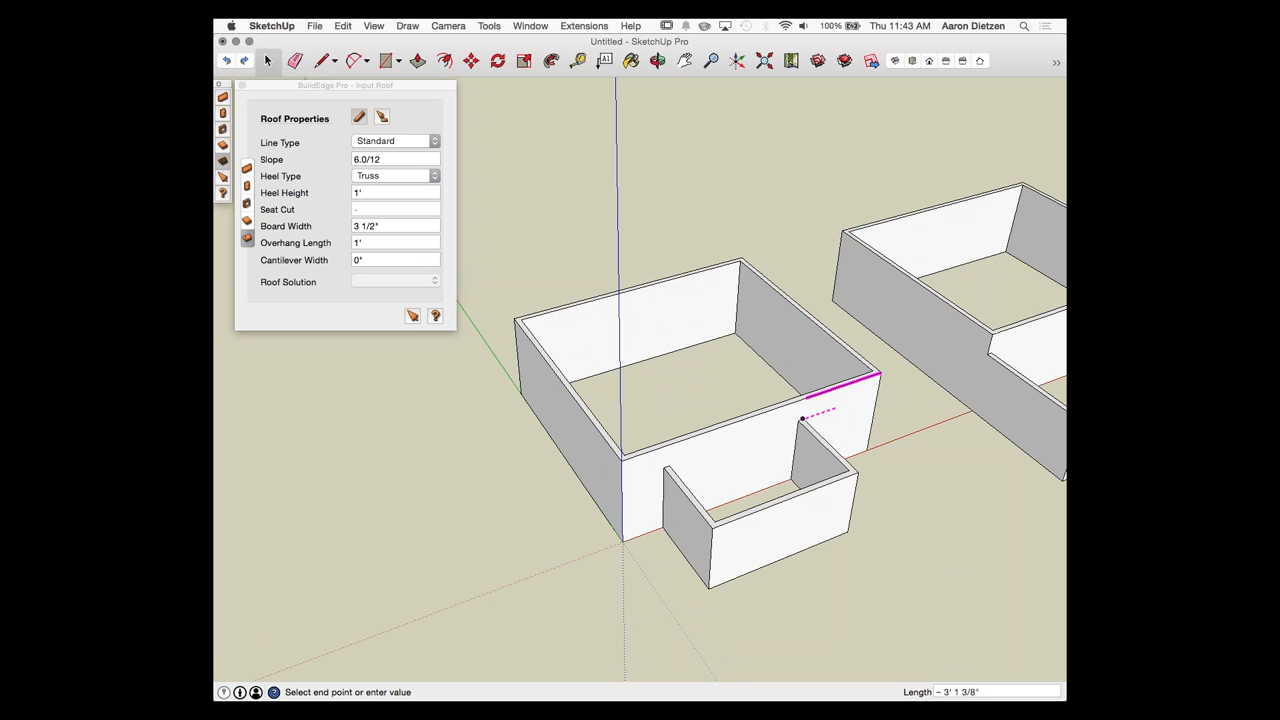 SketchUp File Edit View Draw Camera Tools Window Extensions Help 100% Thu 11:43 AM Aaron Dietzen
Untitled - SketchUp Pro
A1
BuildEdge Pro - Input Roof
Roof Properties
Line Type Standard
Slope 6.0/12
Heel Type Truss
Heel Height 1'
Seat Cut -
Board Width 3 1/2"
Overhang Length 1'
Cantilever Width 0"
Roof Solution
Select end point or enter value
Length ~ 3' 1 3/8"